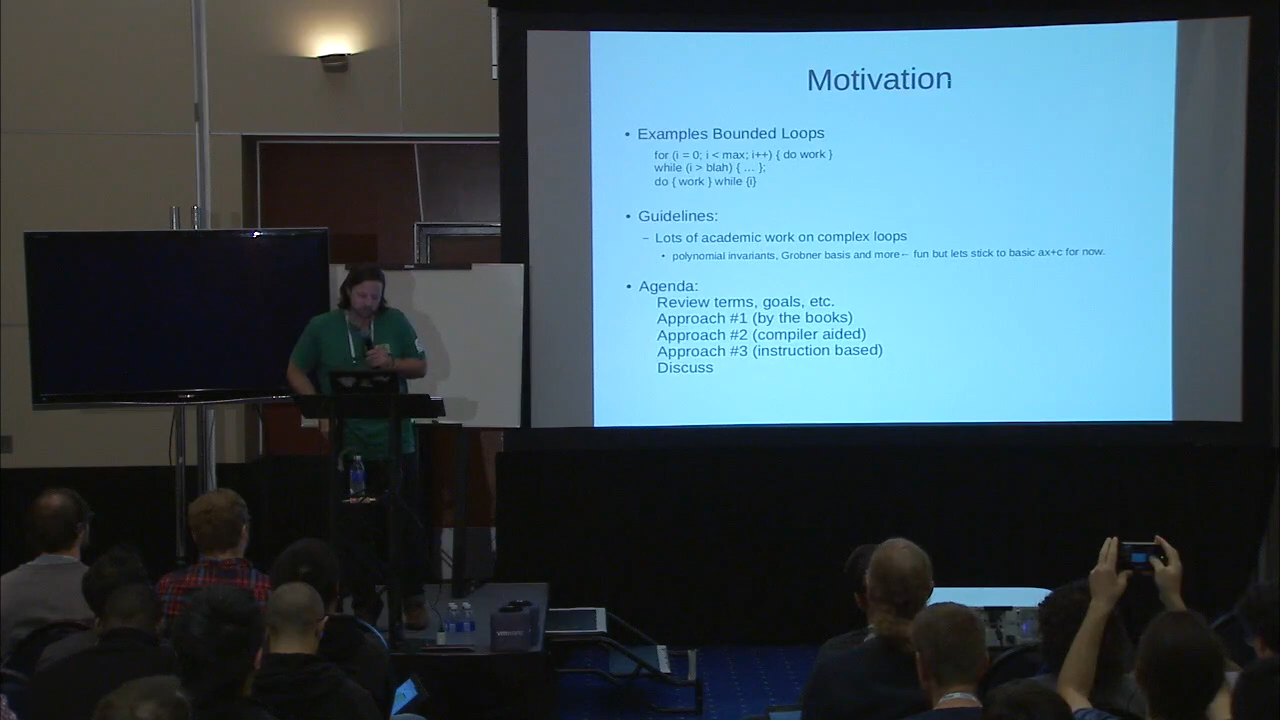 Motivation
• Examples Bounded Loops
for (i = 0; i < max; i++) { do work }
while (i > blah) { ... };
do { work } while {i}
• Guidelines:
– Lots of academic work on complex loops
• polynomial invariants, Grobner basis and more – fun but lets stick to basic ax+c for now.
• Agenda:
Review terms, goals, etc.
Approach #1 (by the books)
Approach #2 (compiler aided)
Approach #3 (instruction based)
Discuss